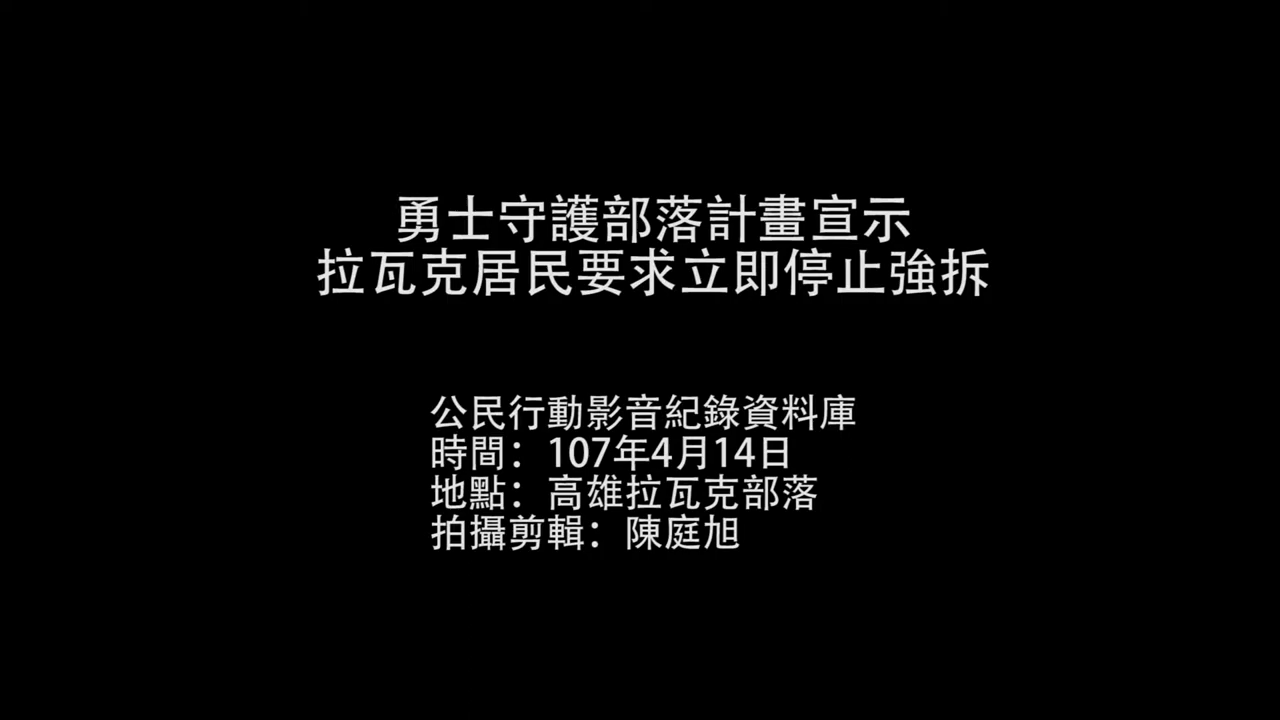 勇士守護部落計畫宣示
拉瓦克居民要求立即停止強拆
公民行動影音紀錄資料庫
時間：107年4月14日
地點：高雄拉瓦克部落
拍攝剪輯：陳庭旭